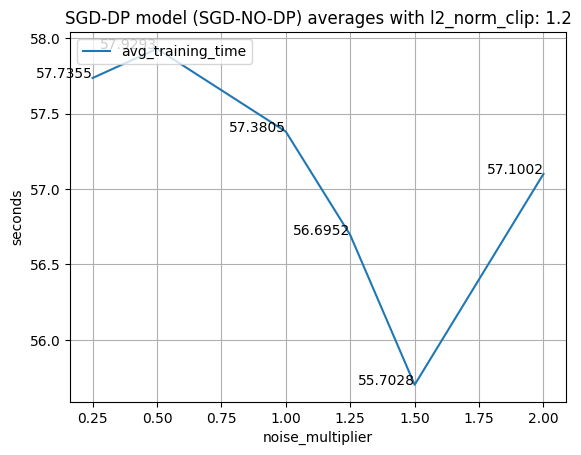 SGD-DP model (SGD-NO-DP) averages with l2_norm_clip: 1.2
58.0
57.5
57.0
56.5
56.0
seconds
avg_training_time
57.7355
57.9293
57.3805
56.6952
55.7028
57.1002
0.25 0.50 0.75 1.00 1.25 1.50 1.75 2.00
noise_multiplier